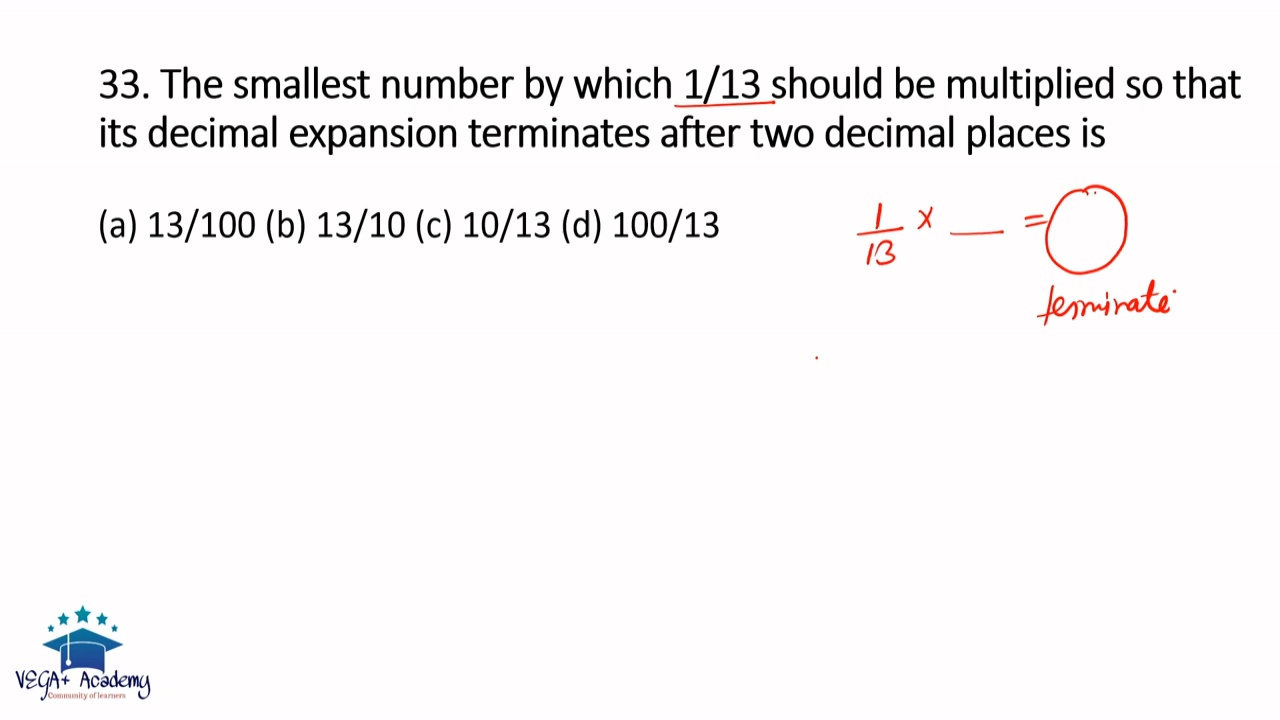 33. The smallest number by which 1/13 should be multiplied so that
its decimal expansion terminates after two decimal places is
(a) 13/100 (b) 13/10 (c) 10/13 (d) 100/13
1/13 × __ =
terminate
VEGA+ Academy
Community of learners